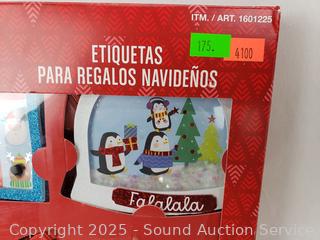 ITM. / ART. 1601225
175.
4100
ETIQUETAS
PARA REGALOS NAVIDEÑOS
Falalala
Copyright 2025 - Sound Auction Service